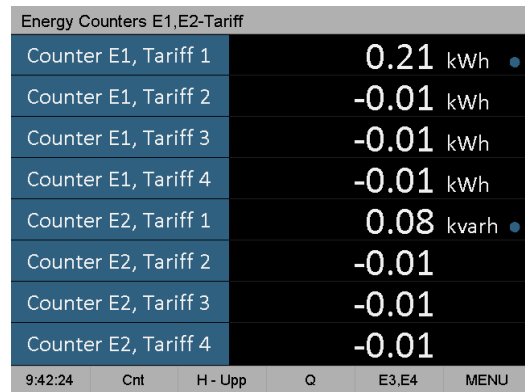 Energy Counters E1,E2-Tariff
Counter E1, Tariff 1 0.21 kWh
Counter E1, Tariff 2 -0.01 kWh
Counter E1, Tariff 3 -0.01 kWh
Counter E1, Tariff 4 -0.01 kWh
Counter E2, Tariff 1 0.08 kvarh
Counter E2, Tariff 2 -0.01
Counter E2, Tariff 3 -0.01
Counter E2, Tariff 4 -0.01
9:42:24 Cnt H - Upp Q E3,E4 MENU